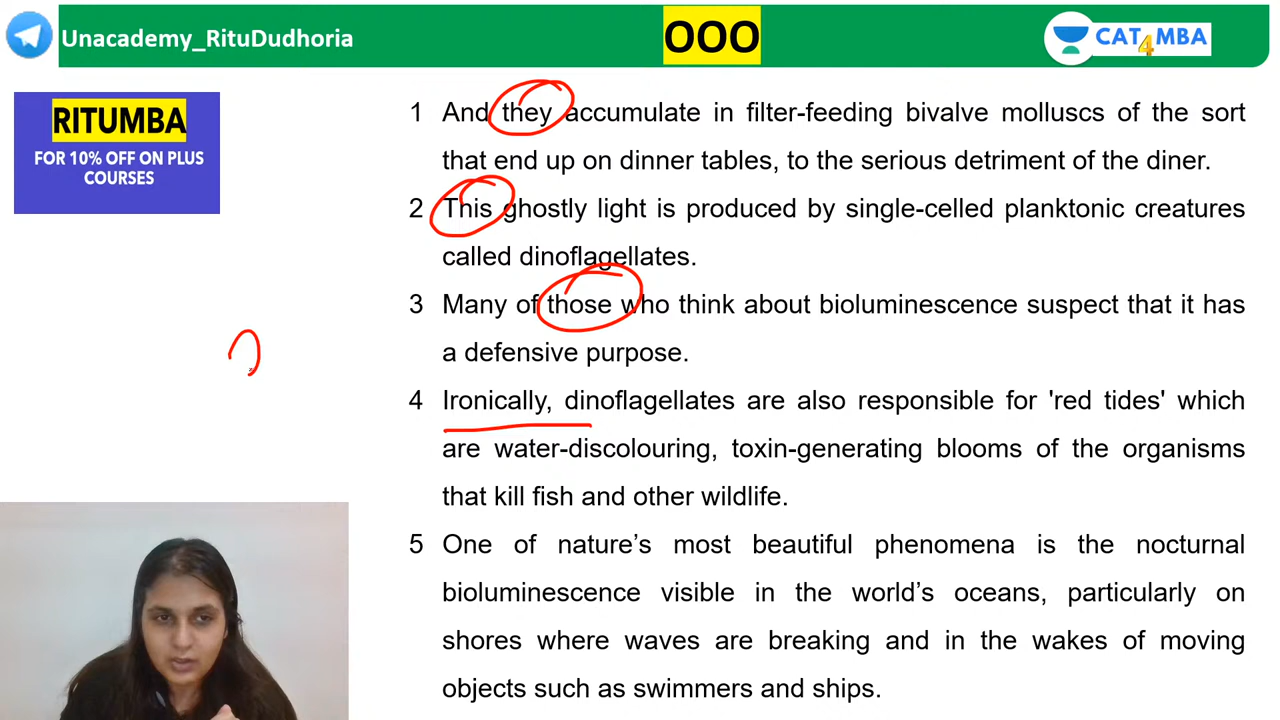 Unacademy_RituDudhoria
OOO
CAT4MBA
RITUMBA
FOR 10% OFF ON PLUS
COURSES
1 And they accumulate in filter-feeding bivalve molluscs of the sort
that end up on dinner tables, to the serious detriment of the diner.
2 This ghostly light is produced by single-celled planktonic creatures
called dinoflagellates.
3 Many of those who think about bioluminescence suspect that it has
a defensive purpose.
4 Ironically, dinoflagellates are also responsible for 'red tides' which
are water-discolouring, toxin-generating blooms of the organisms
that kill fish and other wildlife.
5 One of nature’s most beautiful phenomena is the nocturnal
bioluminescence visible in the world’s oceans, particularly on
shores where waves are breaking and in the wakes of moving
objects such as swimmers and ships.